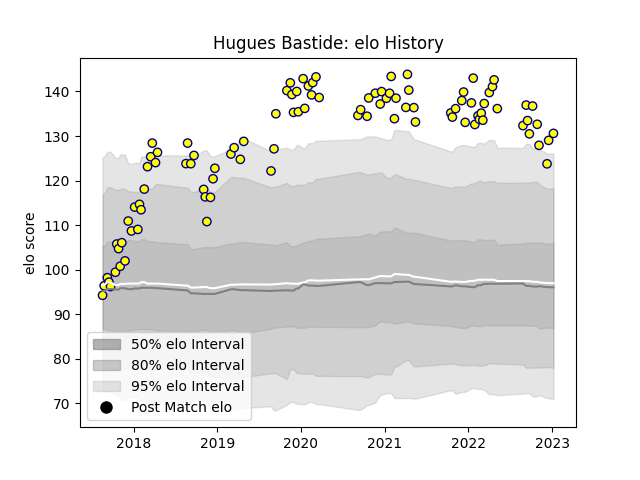 Hugues Bastide: elo History
elo score
140
130
120
110
100
90
80
70
50% elo Interval
80% elo Interval
95% elo Interval
Post Match elo
2018
2019
2020
2021
2022
2023